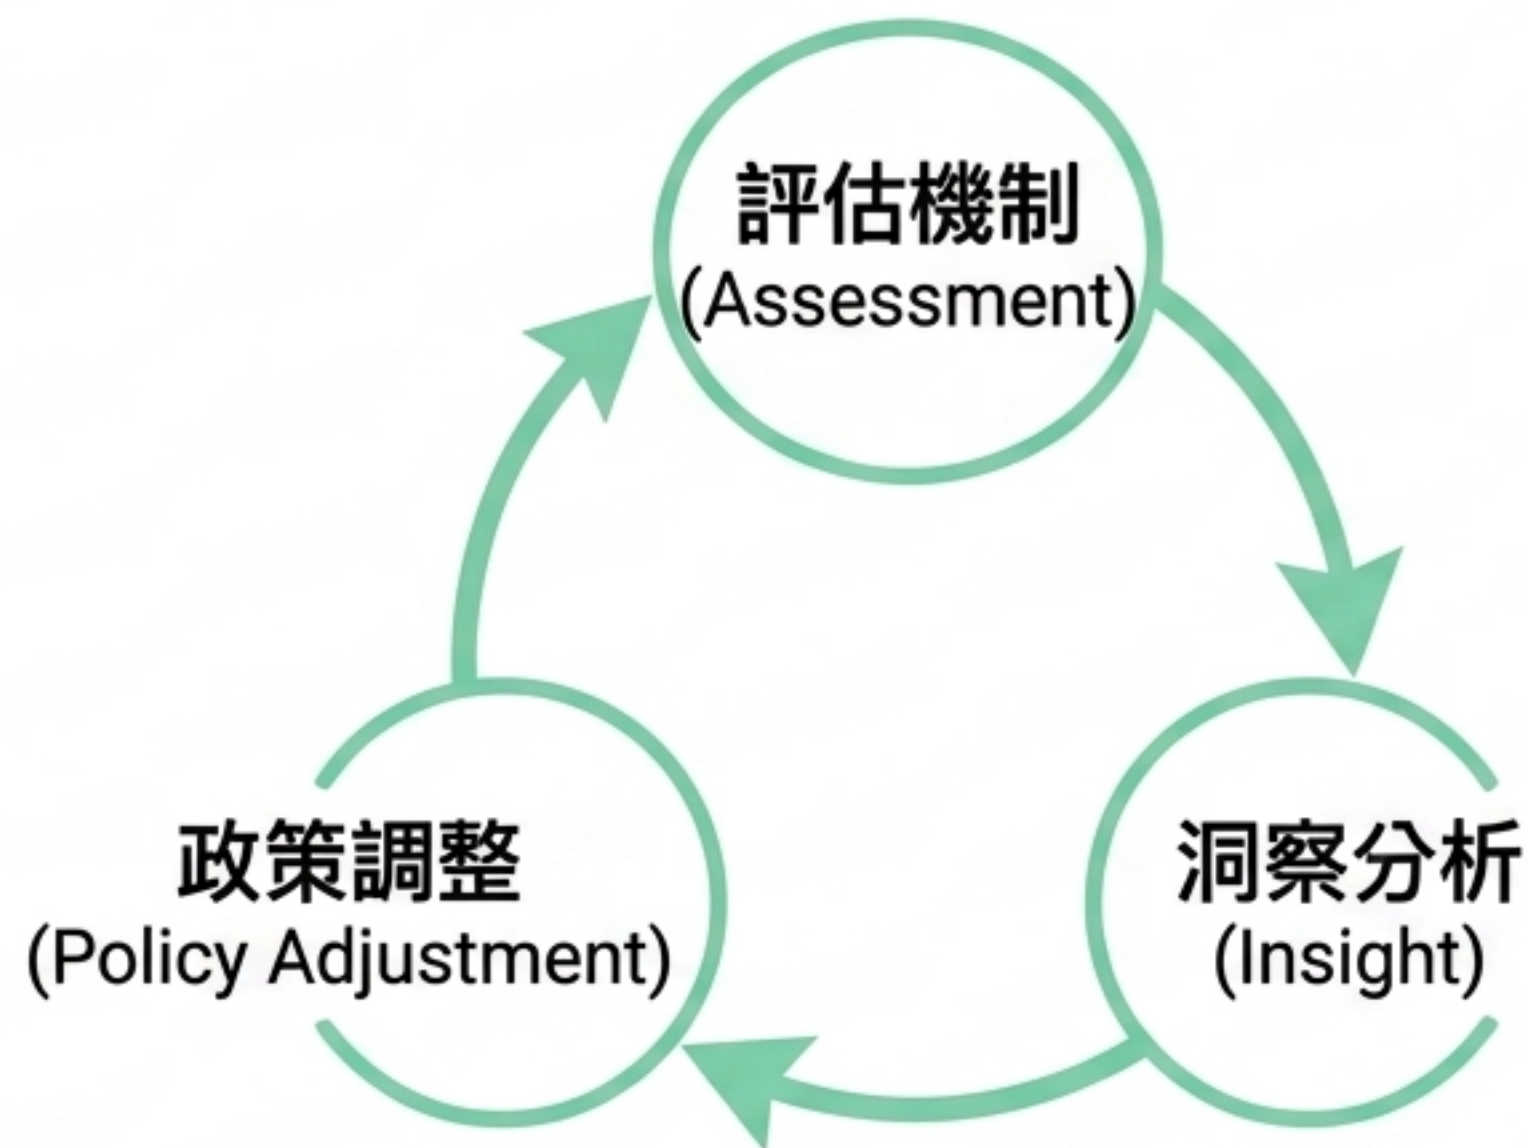 評估機制
(Assessment)
政策調整
(Policy Adjustment)
洞察分析
(Insight)